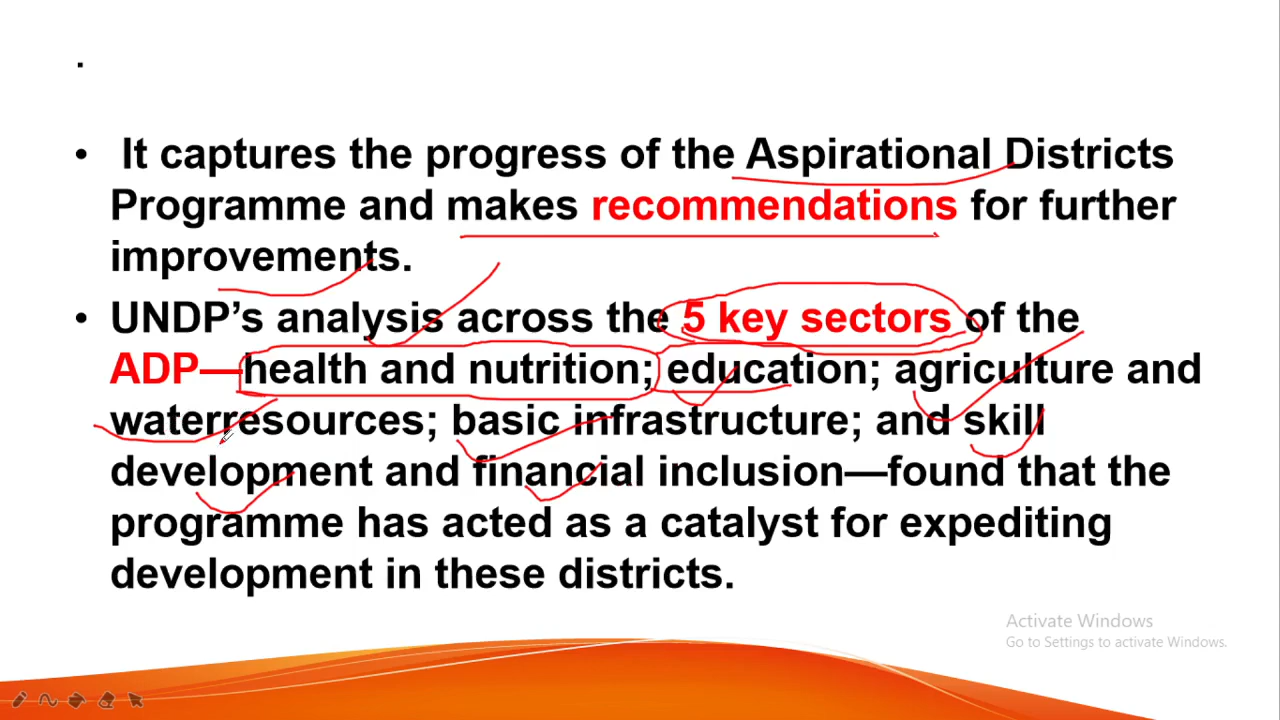 • It captures the progress of the Aspirational Districts
Programme and makes recommendations for further
improvements.
• UNDP’s analysis across the 5 key sectors of the
ADP—health and nutrition; education; agriculture and
waterresources; basic infrastructure; and skill
development and financial inclusion—found that the
programme has acted as a catalyst for expediting
development in these districts.
Activate Windows
Go to Settings to activate Windows.